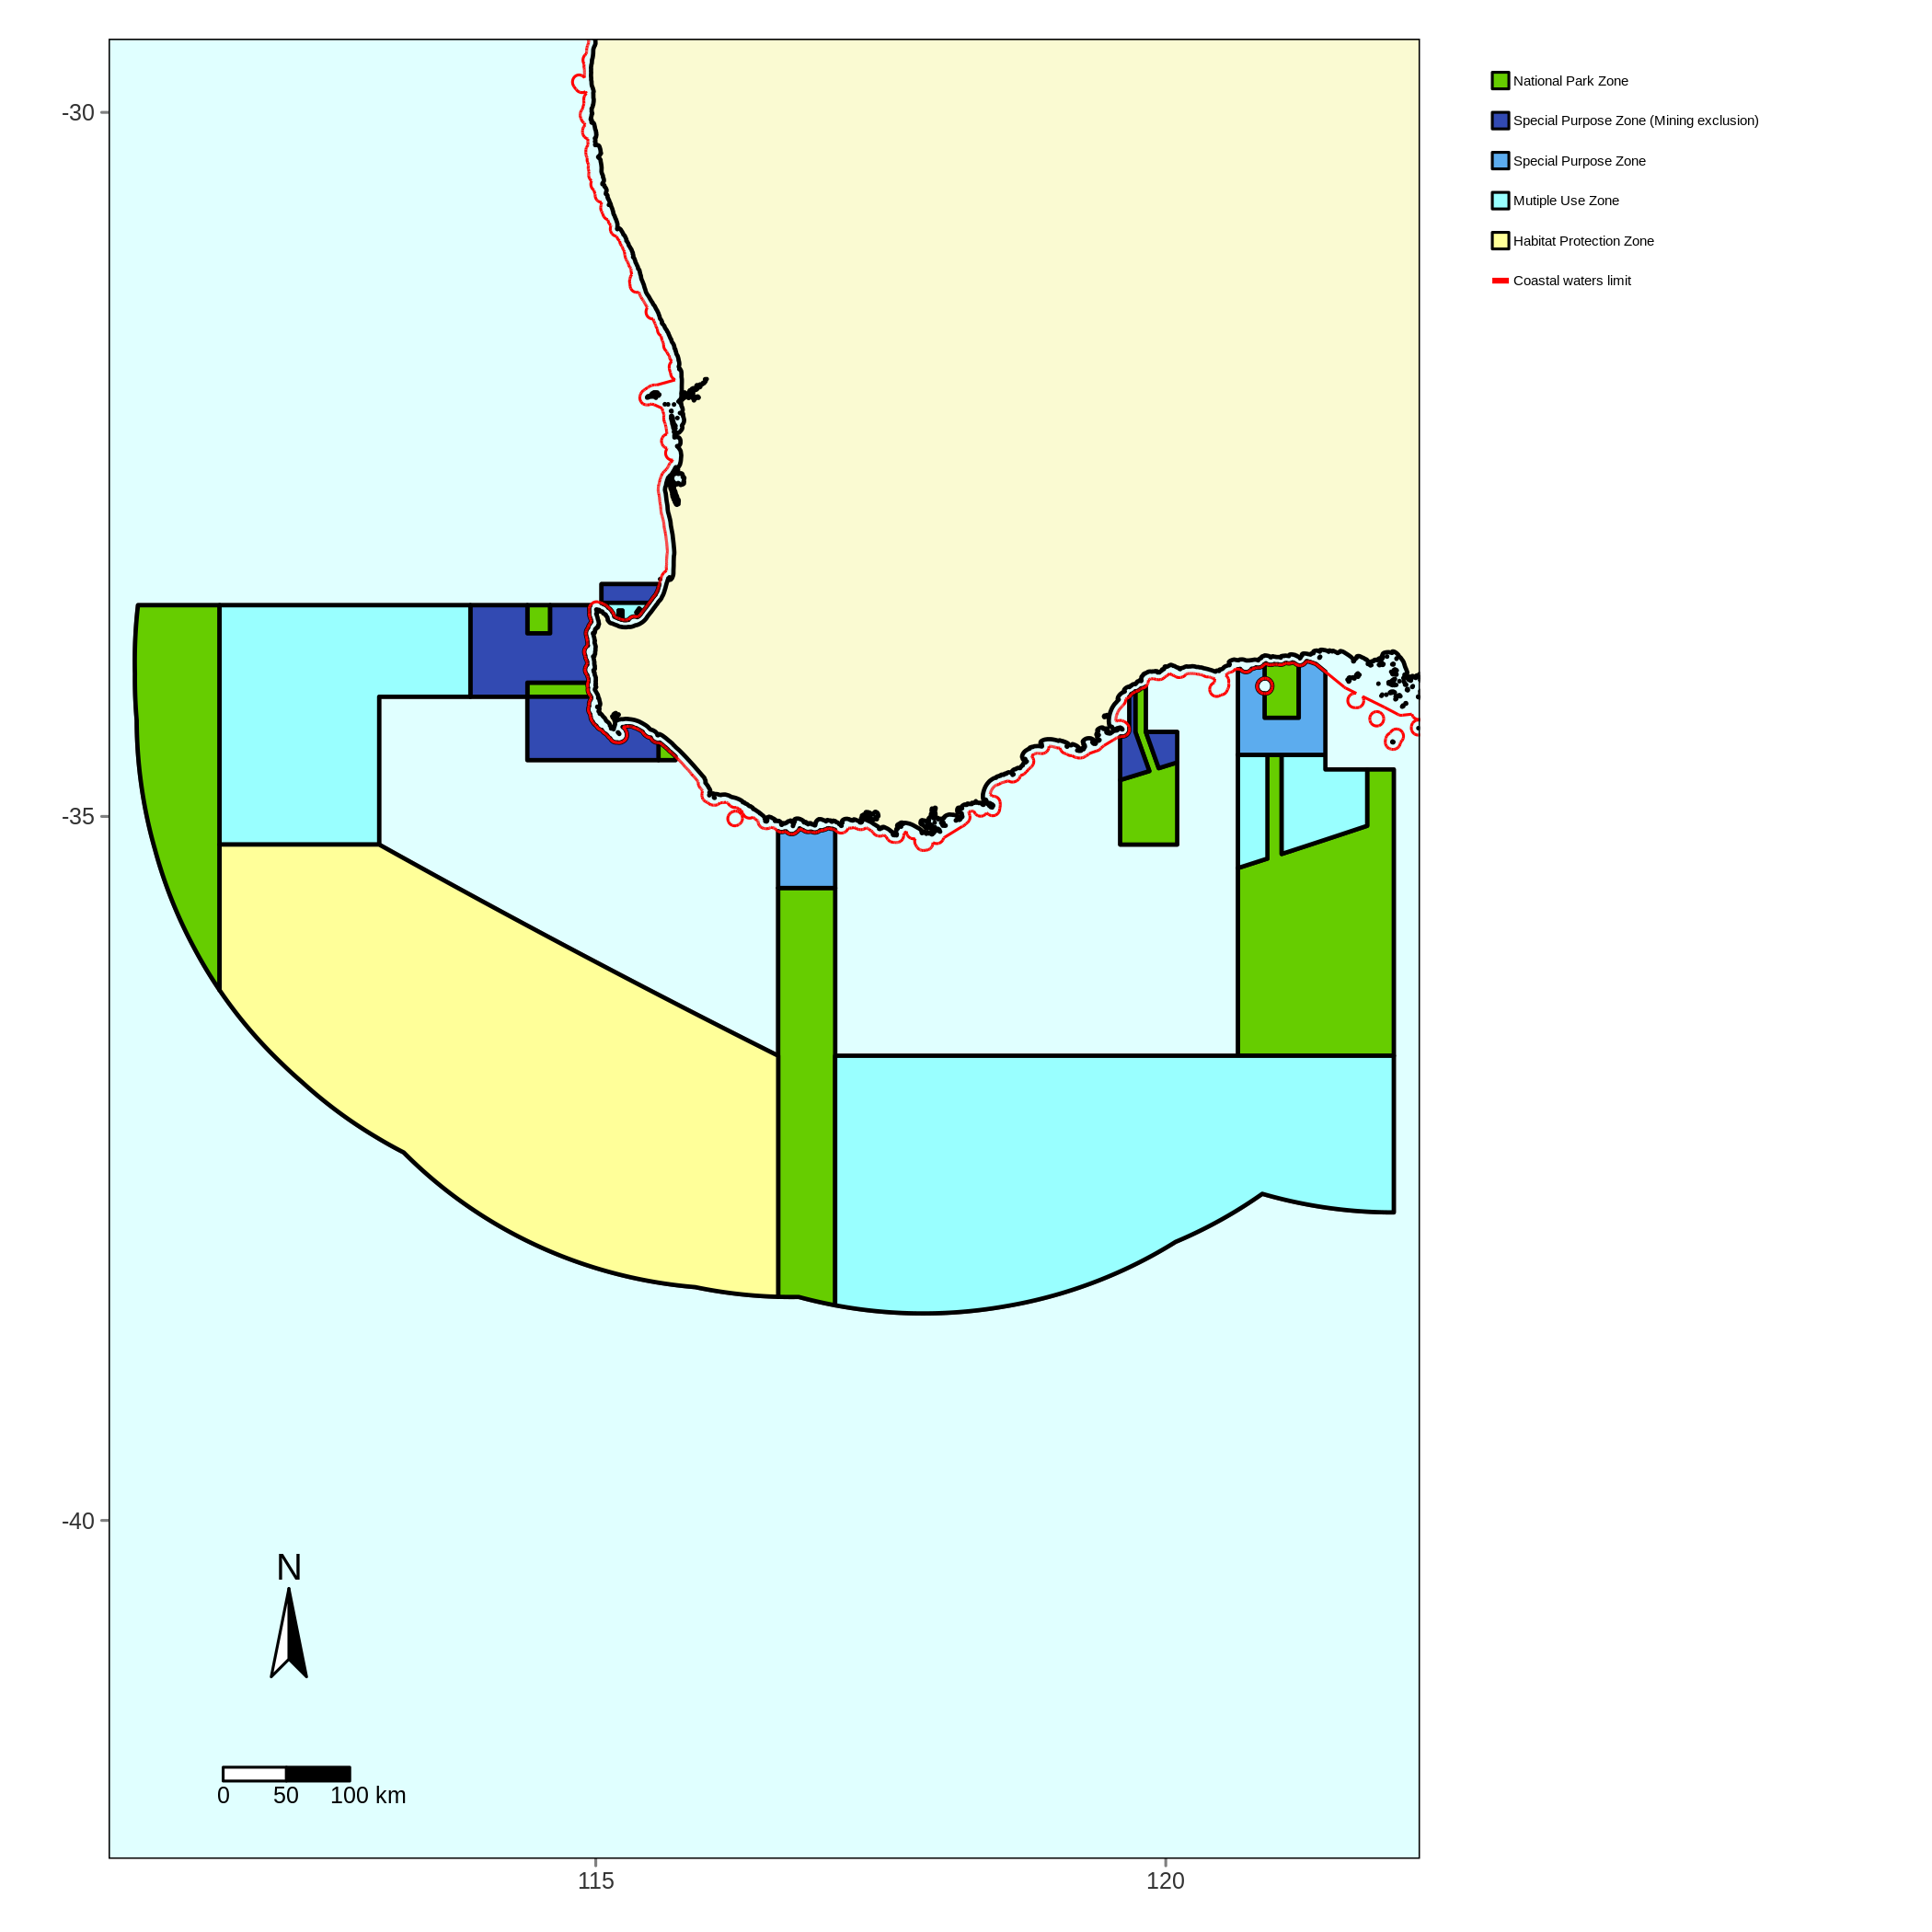 National Park Zone
Special Purpose Zone (Mining exclusion)
Special Purpose Zone
Mutiple Use Zone
Habitat Protection Zone
Coastal waters limit
-30
-35
-40
N
0 50 100 km
115 120